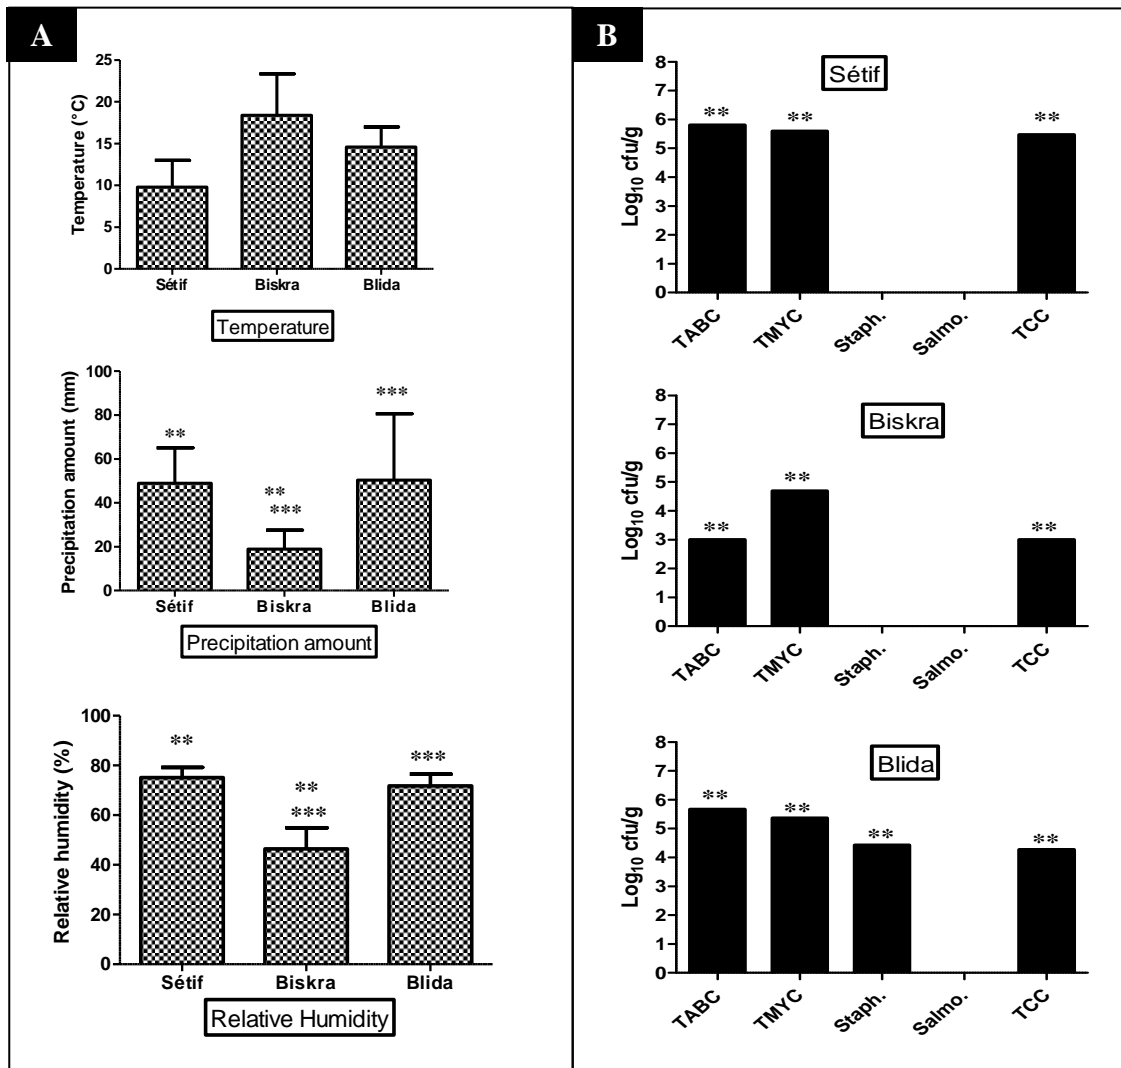 A
Temperature (°C)
25
20
15
10
5
0
Sétif Biskra Blida
Temperature
Precipitation amount (mm)
100
80
60
40
20
0
** ** *** ***
Sétif Biskra Blida
Precipitation amount
Relative humidity (%)
100
80
60
40
20
0
** ** *** ***
Sétif Biskra Blida
Relative Humidity
B
Sétif
Log10 cfu/g
8
7
6
5
4
3
2
1
0
** ** **
TABC TMYC Staph. Salmo. TCC
Biskra
Log10 cfu/g
8
7
6
5
4
3
2
1
0
** ** **
TABC TMYC Staph. Salmo. TCC
Blida
Log10 cfu/g
8
7
6
5
4
3
2
1
0
** ** ** **
TABC TMYC Staph. Salmo. TCC